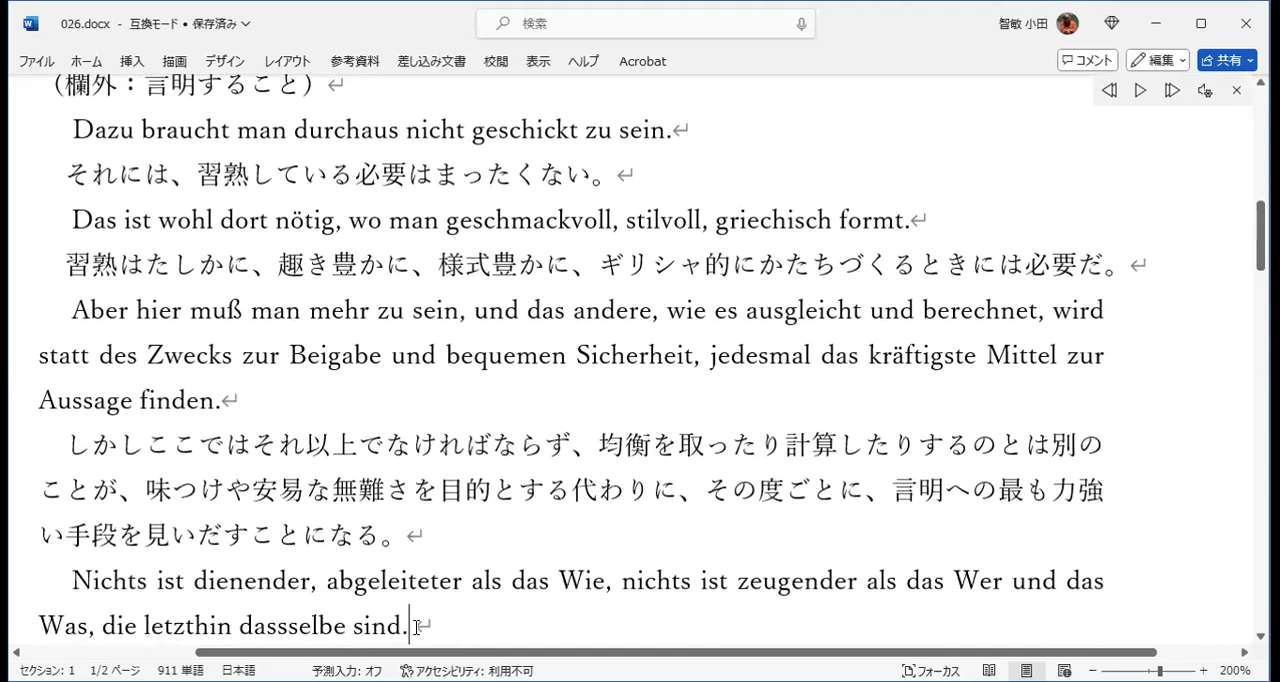 026.docx - 互換モード • 保存済み
検索
智敏 小田
ファイル ホーム 挿入 描画 デザイン レイアウト 参考資料 差し込み文書 校閲 表示 ヘルプ Acrobat
コメント 編集 共有
（欄外：言明すること）
Dazu braucht man durchaus nicht geschickt zu sein.
それには、習熟している必要はまったくない。
Das ist wohl dort nötig, wo man geschmackvoll, stilvoll, griechisch formt.
習熟はたしかに、趣き豊かに、様式豊かに、ギリシャ的にかたちづくるときには必要だ。
Aber hier muß man mehr zu sein, und das andere, wie es ausgleicht und berechnet, wird
statt des Zwecks zur Beigabe und bequemen Sicherheit, jedesmal das kräftigste Mittel zur
Aussage finden.
しかしここではそれ以上でなければならず、均衡を取ったり計算したりするのとは別の
ことが、味つけや安易な無難さを目的とする代わりに、その度ごとに、言明への最も力強
い手段を見いだすことになる。
Nichts ist dienender, abgeleiteter als das Wie, nichts ist zeugender als das Wer und das
Was, die letzthin dassselbe sind.
セクション: 1 1/2 ページ 911 単語 日本語 予測入力: オフ アクセシビリティ: 利用不可 フォーカス 200%